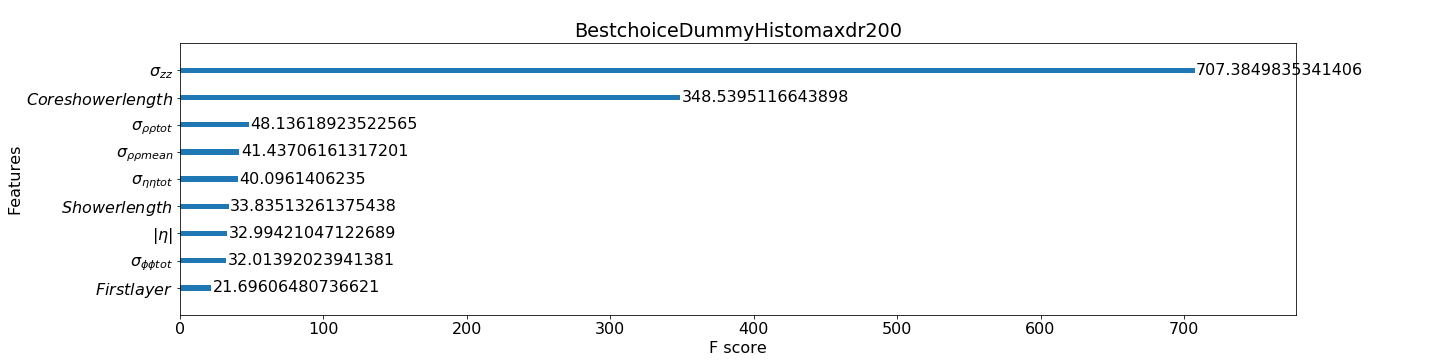 BestchoiceDummyHistomaxdr200
σzz 707.3849835341406
Coreshowerlength 348.5395116643898
σρρtot 48.13618923522565
σρρmean 41.43706161317201
σηηtot 40.0961406235
Showerlength 33.83513261375438
|η| 32.99421047122689
σϕϕtot 32.01392023941381
Firstlayer 21.69606480736621
Features
0 100 200 300 400 500 600 700
F score